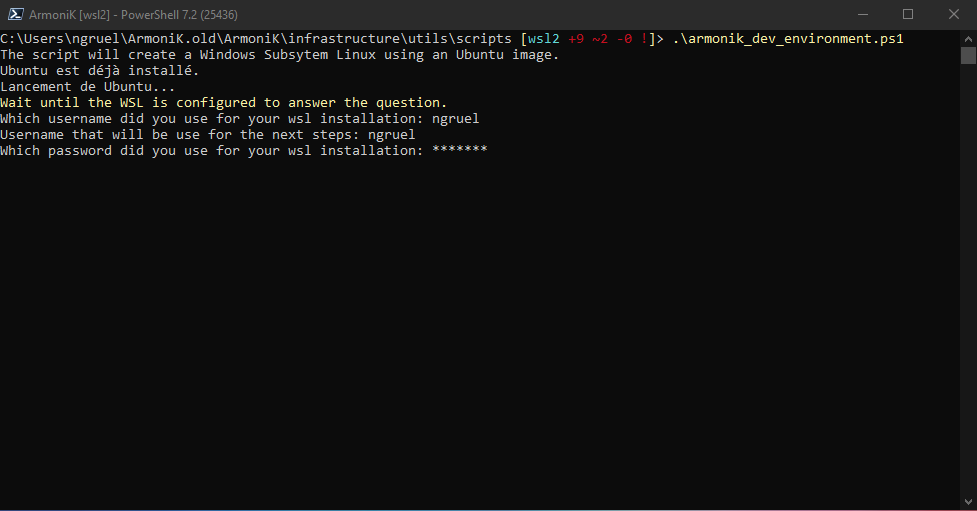 ArmoniK [wsl2] - PowerShell 7.2 (25436)
C:\Users\ngruel\ArmoniK.old\ArmoniK\infrastructure\utils\scripts [wsl2 +9 ~2 -0 !]> .\armonik_dev_environment.ps1
The script will create a Windows Subsytem Linux using an Ubuntu image.
Ubuntu est déjà installé.
Lancement de Ubuntu...
Wait until the WSL is configured to answer the question.
Which username did you use for your wsl installation: ngruel
Username that will be use for the next steps: ngruel
Which password did you use for your wsl installation: *******